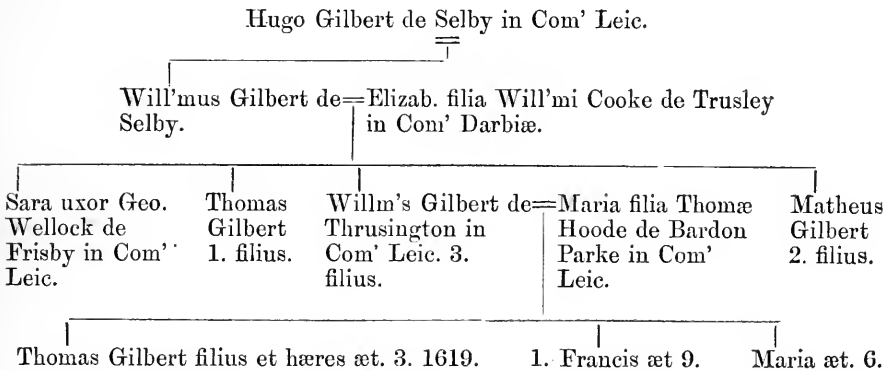 Hugo Gilbert de Selby in Com' Leic.
Will'mus Gilbert de=Elizab. filia Will'mi Cooke de Trusley
Selby.
in Com' Darbiæ.
Sara uxor Geo.
Wellock de
Frisby in Com'
Leic.
Thomas
Gilbert
1. filius.
Willm's Gilbert de=Maria filia Thomæ
Thrusington in
Com' Leic. 3.
filius.
Hoode de Bardon
Parke in Com'
Leic.
Matheus
Gilbert
2. filius.
Thomas Gilbert filius et hæres æt. 3. 1619.
1. Francis æt 9.
Maria æt. 6.